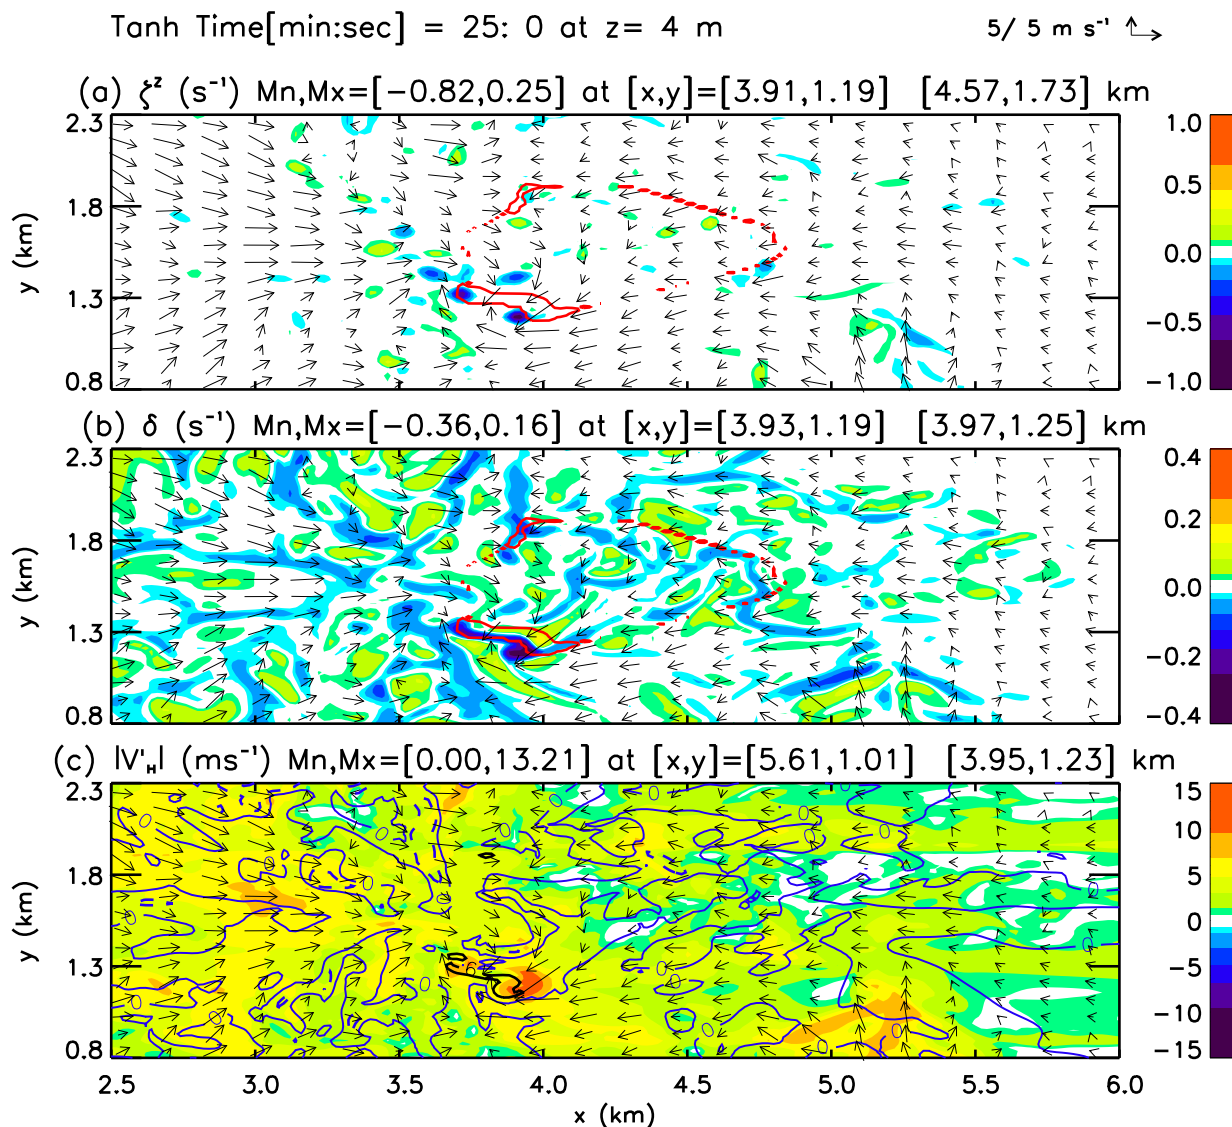 Tanh Time[min:sec] = 25: 0 at z= 4 m
5/ 5 m s⁻¹
(a) ζᶻ (s⁻¹) Mn,Mx=[−0.82,0.25] at [x,y]=[3.91,1.19] [4.57,1.73] km
2.3
1.8
1.3
0.8
y (km)
1.0
0.5
0.0
−0.5
−1.0
(b) δ (s⁻¹) Mn,Mx=[−0.36,0.16] at [x,y]=[3.93,1.19] [3.97,1.25] km
2.3
1.8
1.3
0.8
y (km)
0.4
0.2
0.0
−0.2
−0.4
(c) |V'H| (ms⁻¹) Mn,Mx=[0.00,13.21] at [x,y]=[5.61,1.01] [3.95,1.23] km
2.3
1.8
1.3
0.8
y (km)
15
10
5
0
−5
−10
−15
2.5 3.0 3.5 4.0 4.5 5.0 5.5 6.0
x (km)